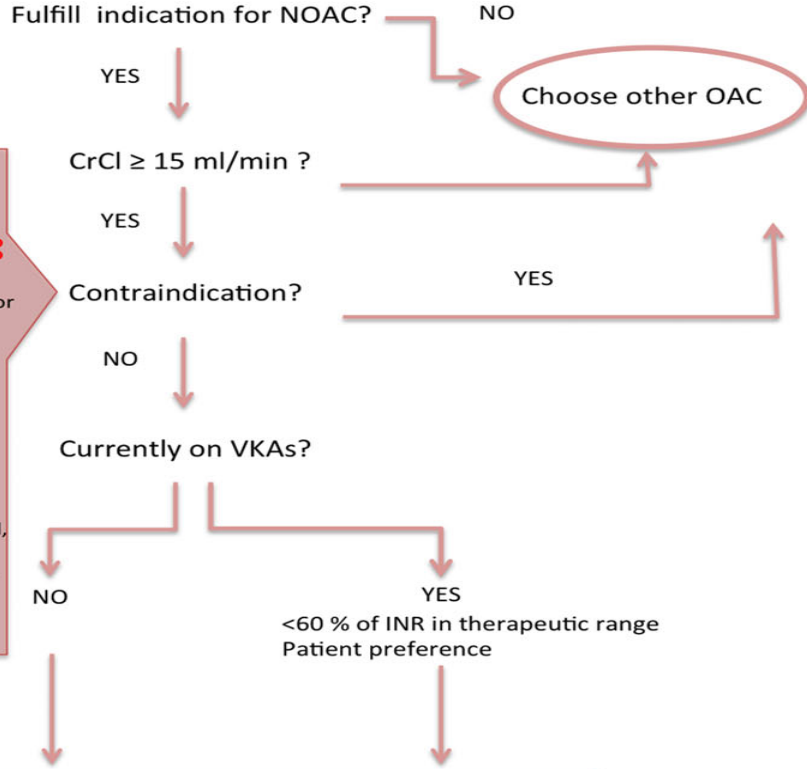 Fulfill indication for NOAC?
NO
YES
Choose other OAC
CrCl ≥ 15 ml/min ?
YES
or
Contraindication?
YES
NO
Currently on VKAs?
NO
YES
<60 % of INR in therapeutic range
Patient preference